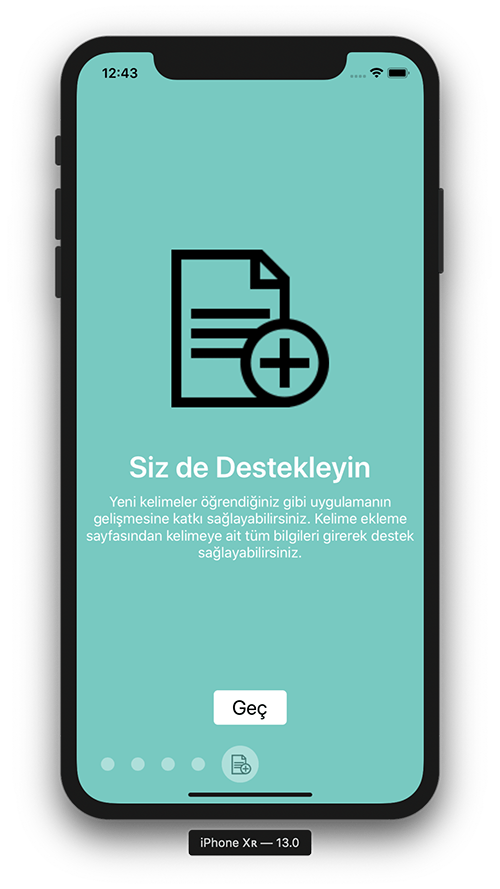 12:43
Siz de Destekleyin
Yeni kelimeler öğrendiğiniz gibi uygulamanın
gelişmesine katkı sağlayabilirsiniz. Kelime ekleme
sayfasından kelimeye ait tüm bilgileri girerek destek
sağlayabilirsiniz.
Geç
iPhone Xʀ — 13.0